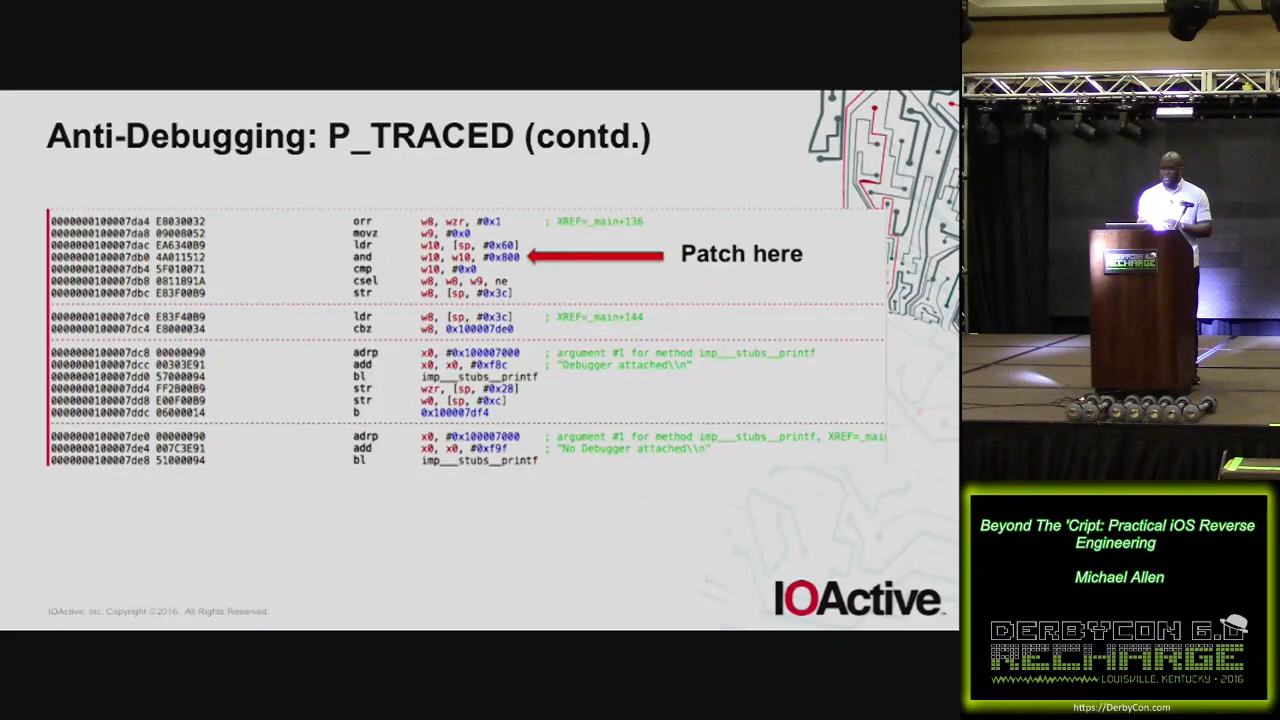 Anti-Debugging: P_TRACED (contd.)
0000000100007da4 E8030032 orr w8, wzr, #0x1 ; XREF=_main+136
0000000100007da8 09008052 movz w9, #0x0
0000000100007dac EA6340B9 ldr w10, [sp, #0x60]
0000000100007db0 4A011512 and w10, w10, #0x800
Patch here
0000000100007db4 5F010071 cmp w10, #0x0
0000000100007db8 0811891A csel w8, w8, w9, ne
0000000100007dbc E83F00B9 str w8, [sp, #0x3c]
0000000100007dc0 E83F40B9 ldr w8, [sp, #0x3c] ; XREF=_main+144
0000000100007dc4 E8000034 cbz w8, 0x100007de0
0000000100007dc8 00000090 adrp x0, #0x100007000 ; argument #1 for method imp___stubs__printf
0000000100007dcc 00303E91 add x0, x0, #0xf8c ; "Debugger attached\\n"
0000000100007dd0 57000094 bl imp___stubs__printf
0000000100007dd4 FF2B00B9 str wzr, [sp, #0x28]
0000000100007dd8 E00F00B9 str w0, [sp, #0xc]
0000000100007ddc 06000014 b 0x100007df4
0000000100007de0 00000090 adrp x0, #0x100007000 ; argument #1 for method imp___stubs__printf, XREF=_mai
0000000100007de4 007C3E91 add x0, x0, #0xf9f ; "No Debugger attached\\n"
0000000100007de8 51000094 bl imp___stubs__printf
IOActive, Inc. Copyright ©2016. All Rights Reserved.
IOActive™
RECHARGE
Beyond The 'Cript: Practical iOS Reverse
Engineering
Michael Allen
DERBYCON 6.0
RECHARGE
LOUISVILLE, KENTUCKY • 2016
https://DerbyCon.com